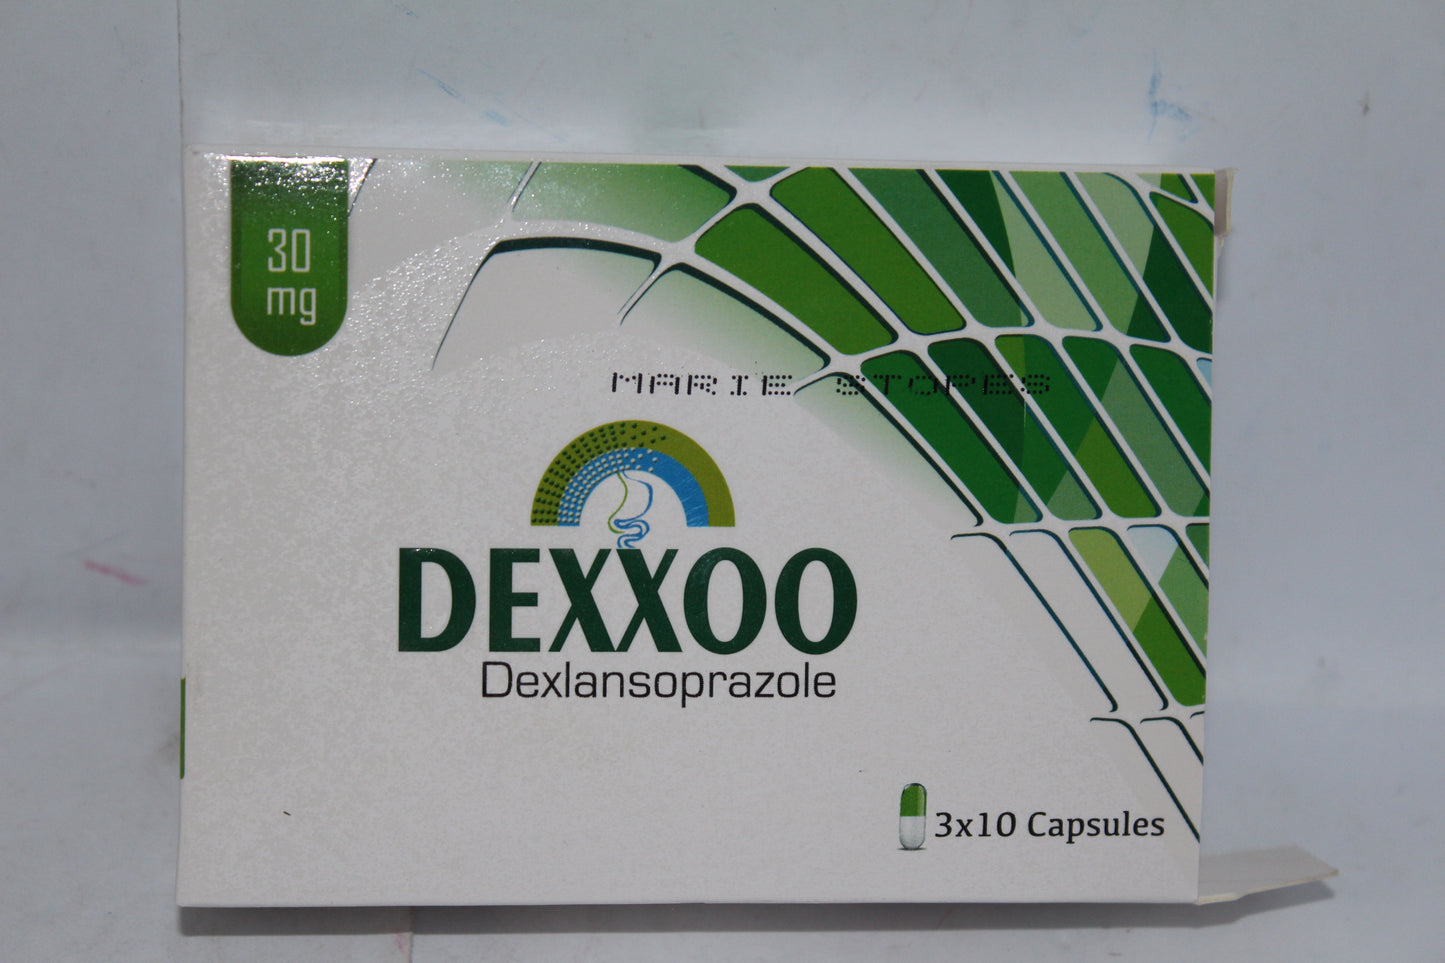 30
mg
MARIE STOPES
DEXXOO
Dexlansoprazole
3x10 Capsules